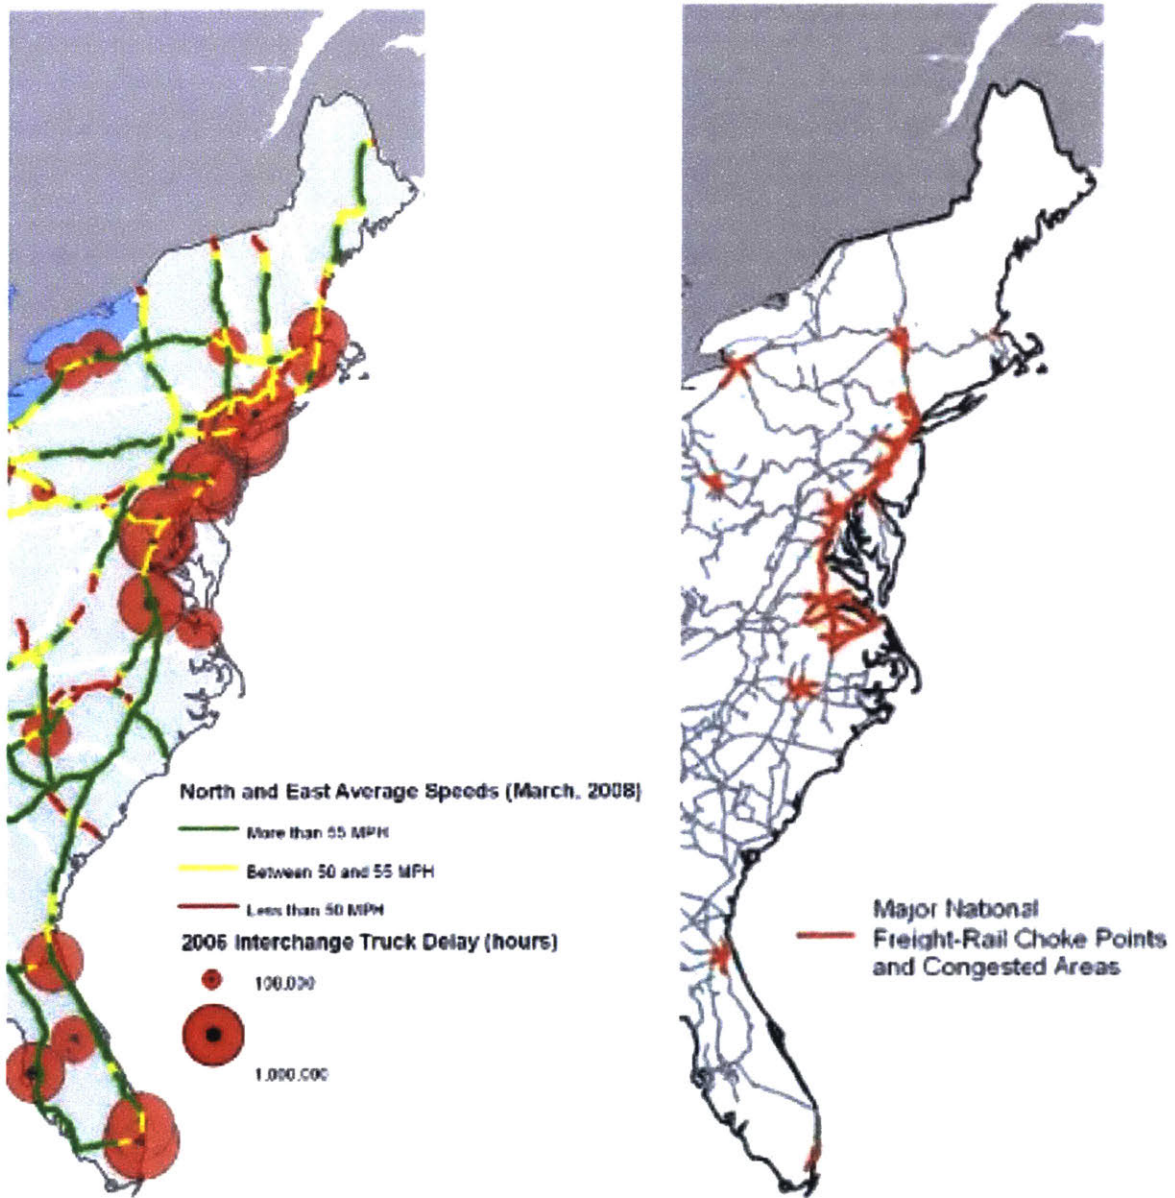 North and East Average Speeds (March, 2008)
More than 55 MPH
Between 50 and 55 MPH
Less than 50 MPH
2006 Interchange Truck Delay (hours)
100,000
1,000,000
Major National
Freight-Rail Choke Points
and Congested Areas